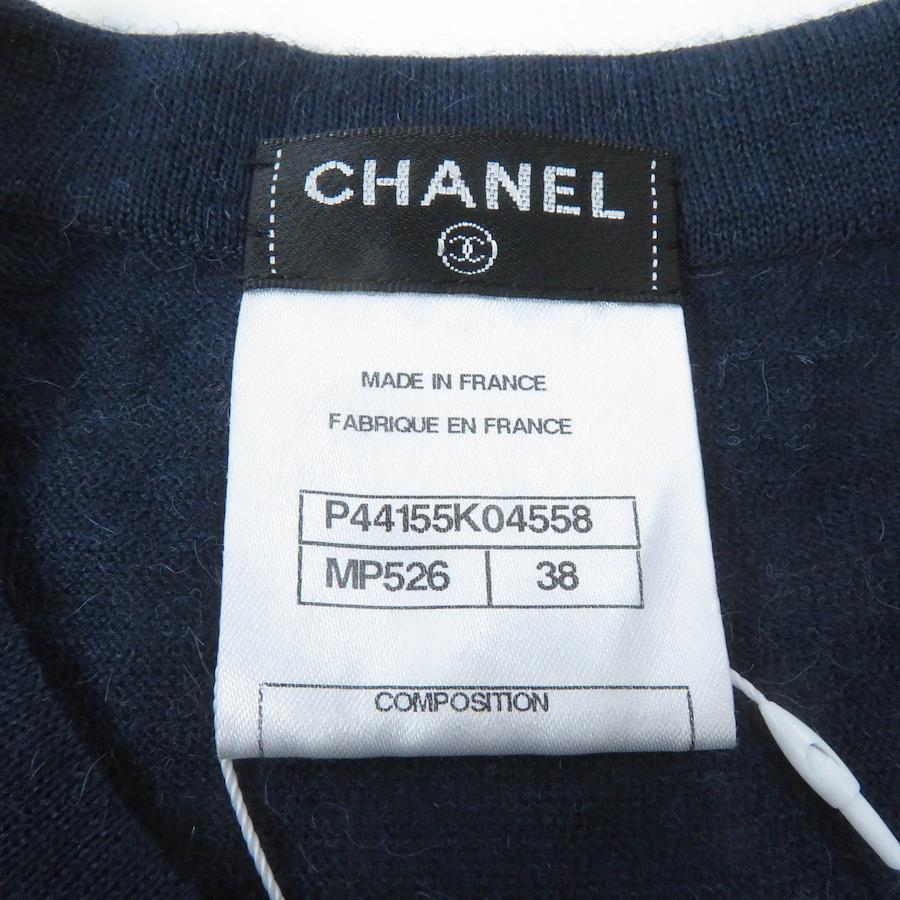 CHANEL
MADE IN FRANCE
FABRIQUE EN FRANCE
P44155K04558
MP526 38
COMPOSITION